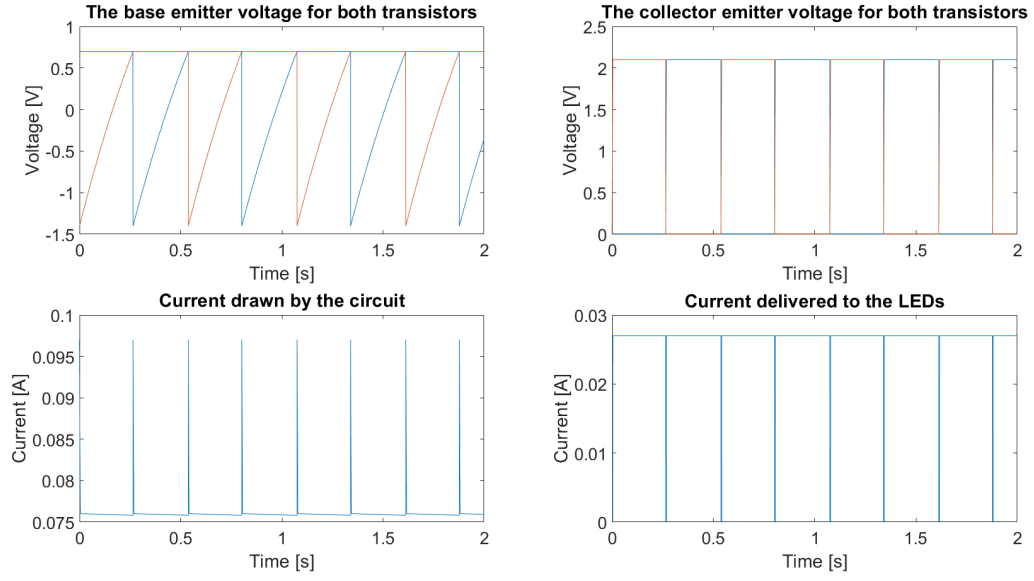 The base emitter voltage for both transistors
1
0.5
0
-0.5
-1
-1.5
Voltage [V]
0 0.5 1 1.5 2
Time [s]
The collector emitter voltage for both transistors
2.5
2
1.5
1
0.5
0
Voltage [V]
0 0.5 1 1.5 2
Time [s]
Current drawn by the circuit
0.1
0.095
0.09
0.085
0.08
0.075
Current [A]
0 0.5 1 1.5 2
Time [s]
Current delivered to the LEDs
0.03
0.02
0.01
0
Current [A]
0 0.5 1 1.5 2
Time [s]